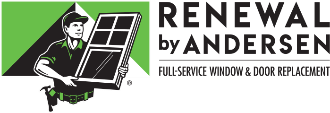 RENEWAL
by ANDERSEN
FULL-SERVICE WINDOW & DOOR REPLACEMENT
®